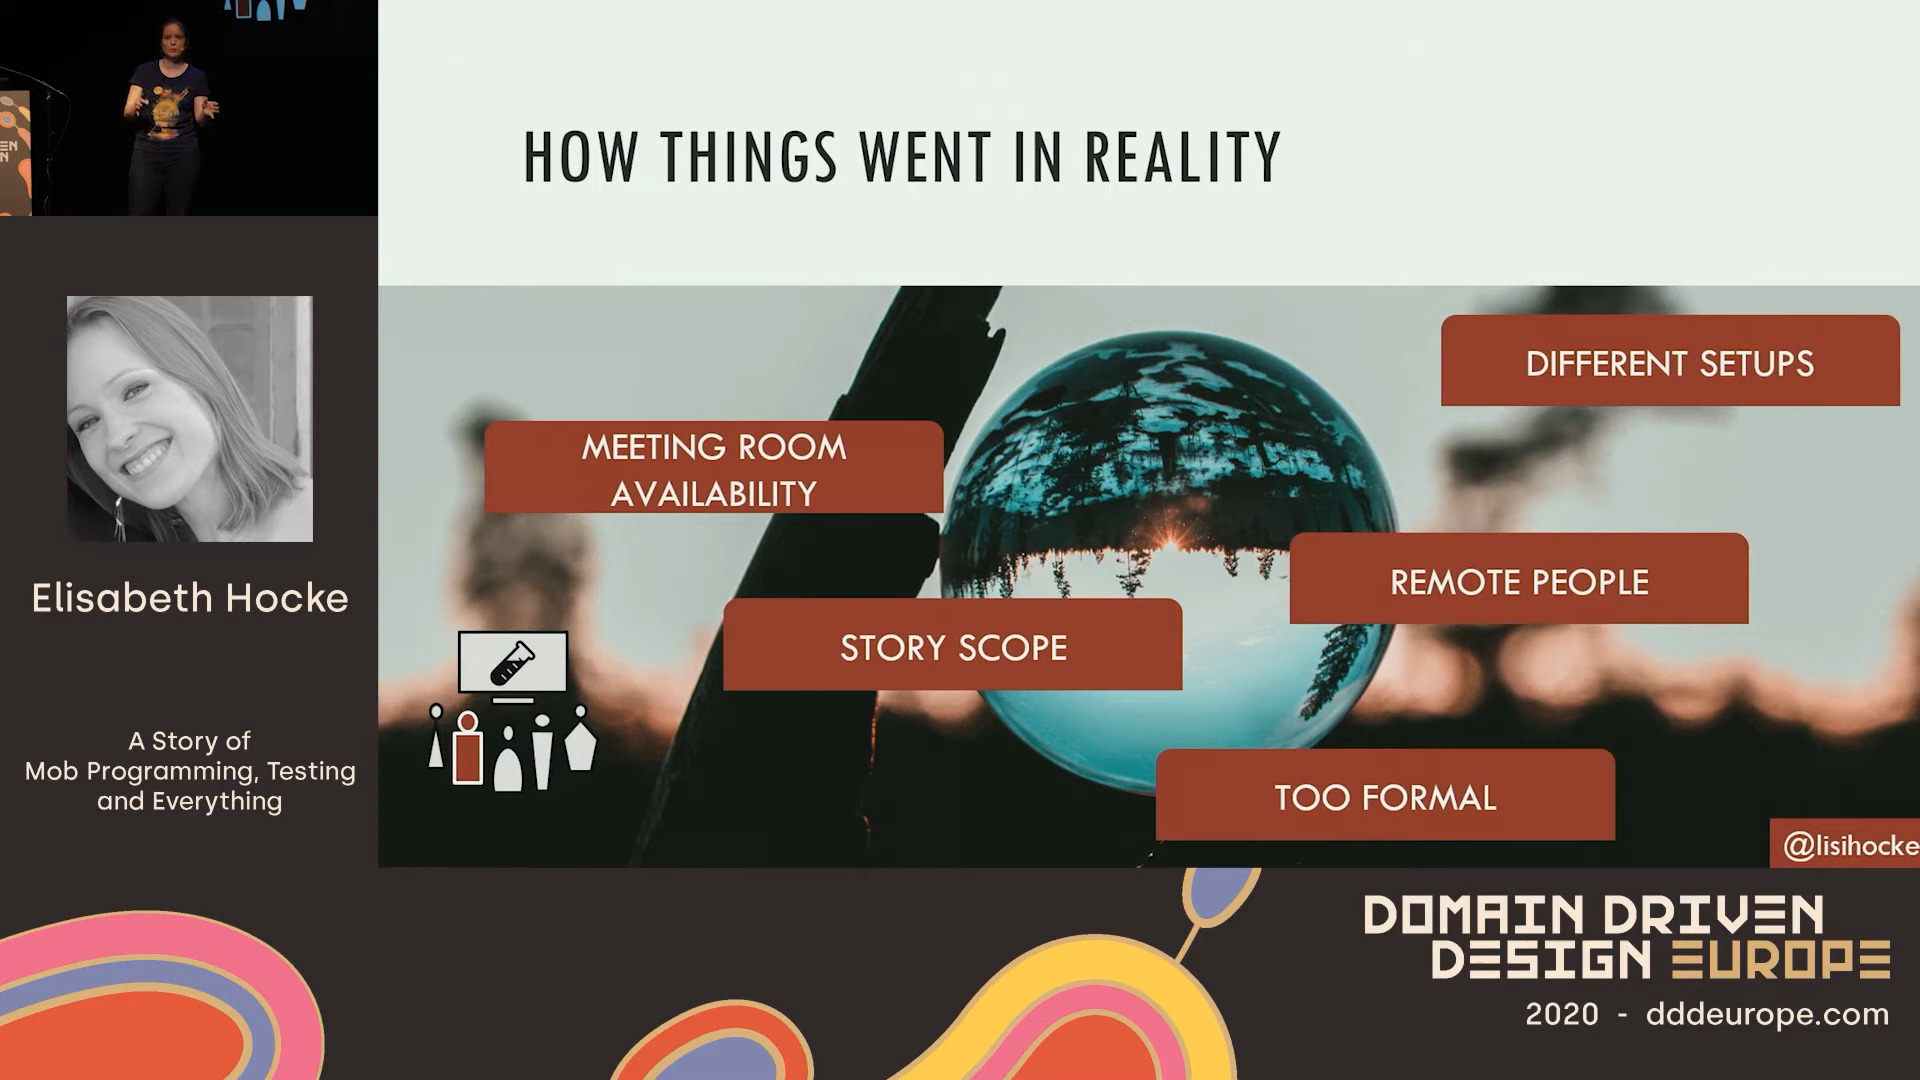 HOW THINGS WENT IN REALITY
DIFFERENT SETUPS
MEETING ROOM
AVAILABILITY
REMOTE PEOPLE
STORY SCOPE
TOO FORMAL
@lisihocke
Elisabeth Hocke
A Story of
Mob Programming, Testing
and Everything
DOMAIN DRIVEN
DESIGN EUROPE
2020 - dddeurope.com